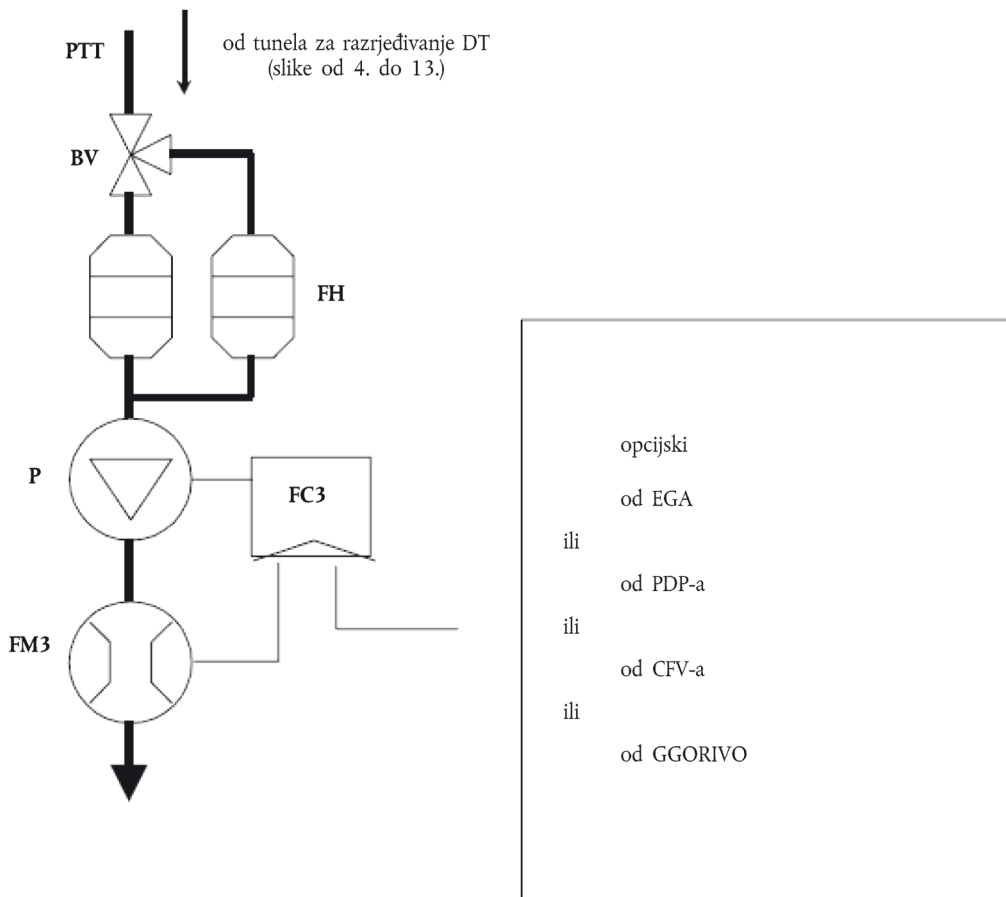 PTT
od tunela za razrjeđivanje DT
(slike od 4. do 13.)
BV
FH
P
FC3
FM3
opcijski
od EGA
ili
od PDP-a
ili
od CFV-a
ili
od GGORIVO